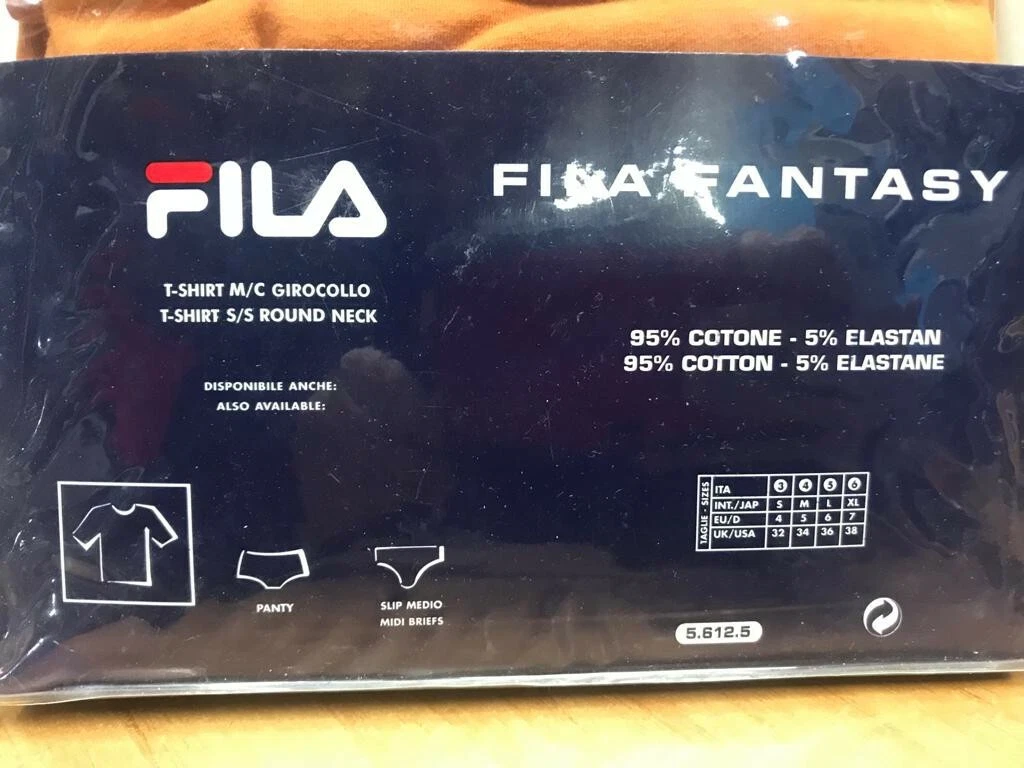 FILA
FILA FANTASY
T-SHIRT M/C GIROCOLLO
T-SHIRT S/S ROUND NECK
95% COTONE - 5% ELASTAN
95% COTTON - 5% ELASTANE
DISPONIBILE ANCHE:
ALSO AVAILABLE:
TAGLIE - SIZES
ITA 3 4 5 6
INT./JAP S M L XL
EU/D 4 5 6 7
UK/USA 32 34 36 38
PANTY
SLIP MEDIO
MIDI BRIEFS
5.612.5